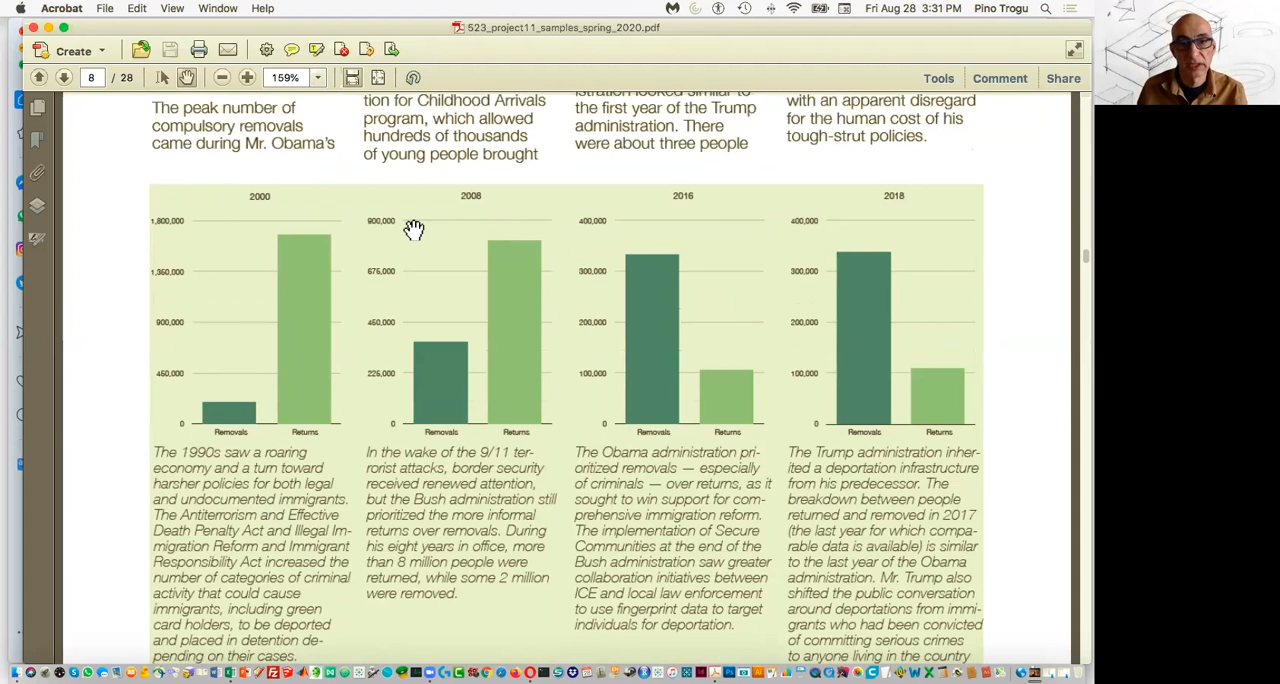 Acrobat File Edit View Window Help
Fri Aug 28 3:31 PM Pino Trogu
523_project11_samples_spring_2020.pdf
Create
8 / 28 159% Tools Comment Share
The peak number of
compulsory removals
came during Mr. Obama's
tion for Childhood Arrivals
program, which allowed
hundreds of thousands
of young people brought
istration looked similar to
the first year of the Trump
administration. There
were about three people
with an apparent disregard
for the human cost of his
tough-strut policies.
2000
1,800,000
1,350,000
900,000
450,000
0
Removals Returns
2008
900,000
675,000
450,000
225,000
0
Removals Returns
2016
400,000
300,000
200,000
100,000
0
Removals Returns
2018
400,000
300,000
200,000
100,000
0
Removals Returns
The 1990s saw a roaring
economy and a turn toward
harsher policies for both legal
and undocumented immigrants.
The Antiterrorism and Effective
Death Penalty Act and Illegal Im-
migration Reform and Immigrant
Responsibility Act increased the
number of categories of criminal
activity that could cause
immigrants, including green
card holders, to be deported
and placed in detention de-
pending on their cases.
In the wake of the 9/11 ter-
rorist attacks, border security
received renewed attention,
but the Bush administration still
prioritized the more informal
returns over removals. During
his eight years in office, more
than 8 million people were
returned, while some 2 million
were removed.
The Obama administration pri-
oritized removals — especially
of criminals — over returns, as it
sought to win support for com-
prehensive immigration reform.
The implementation of Secure
Communities at the end of the
Bush administration saw greater
collaboration initiatives between
ICE and local law enforcement
to use fingerprint data to target
individuals for deportation.
The Trump administration inher-
ited a deportation infrastructure
from his predecessor. The
breakdown between people
returned and removed in 2017
(the last year for which compa-
rable data is available) is similar
to the last year of the Obama
administration. Mr. Trump also
shifted the public conversation
around deportations from immi-
grants who had been convicted
of committing serious crimes
to anyone living in the country